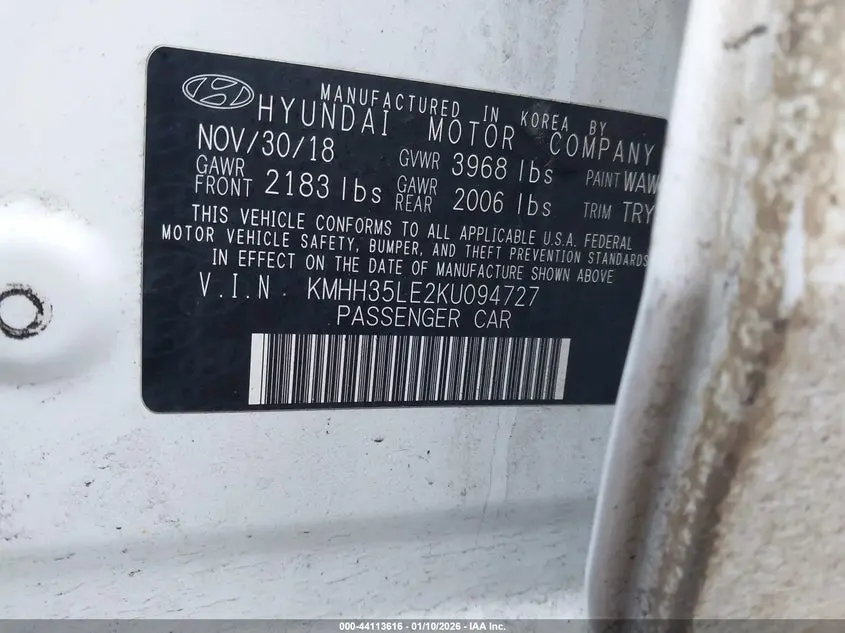 MANUFACTURED IN KOREA BY
HYUNDAI MOTOR COMPANY
NOV/30/18 GVWR 3968 lbs PAINT WAW
GAWR FRONT 2183 lbs GAWR REAR 2006 lbs TRIM TRY
THIS VEHICLE CONFORMS TO ALL APPLICABLE U.S.A. FEDERAL
MOTOR VEHICLE SAFETY, BUMPER, AND THEFT PREVENTION STANDARDS
IN EFFECT ON THE DATE OF MANUFACTURE SHOWN ABOVE
V.I.N KMHH35LE2KU094727
PASSENGER CAR
000-44113616 - 01/10/2026 - IAA Inc.